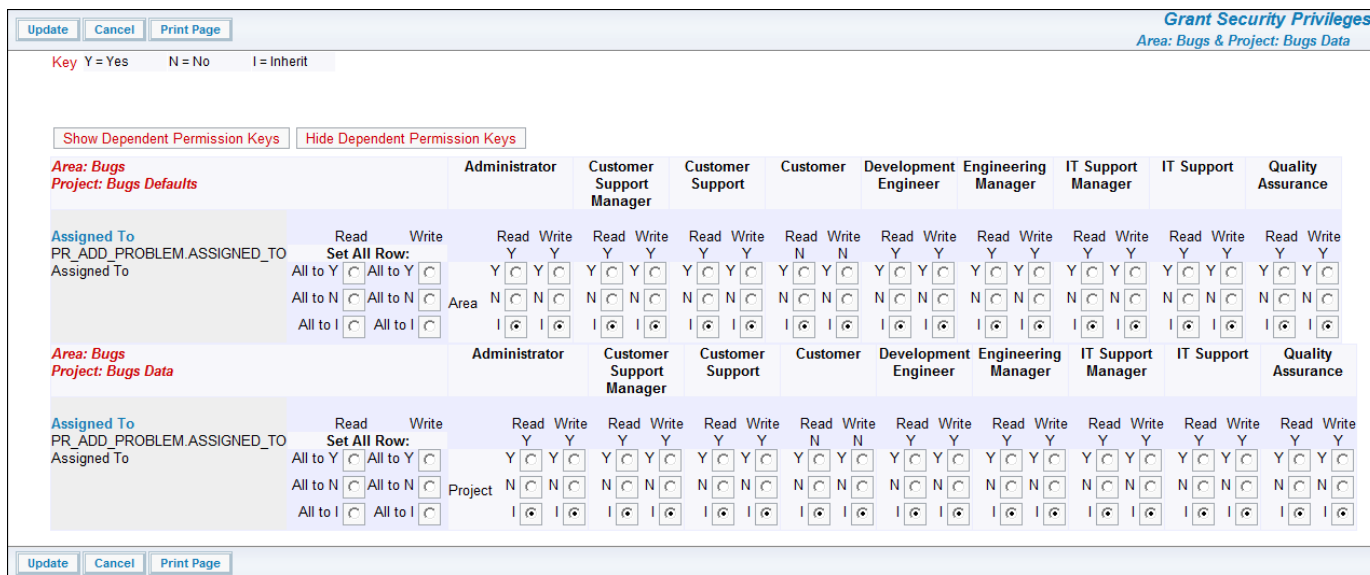 Update Cancel Print Page Grant Security Privileges
Area: Bugs & Project: Bugs Data
Key Y = Yes N = No I = Inherit
Show Dependent Permission Keys Hide Dependent Permission Keys
Area: Bugs Administrator Customer Customer Customer Development Engineering IT Support IT Support Quality
Project: Bugs Defaults Support Support Engineer Manager Manager Assurance
Manager
Assigned To Read Write Read Write Read Write Read Write Read Write Read Write Read Write Read Write Read Write Read Write
PR_ADD_PROBLEM.ASSIGNED_TO Set All Row: Y Y Y Y Y Y N N Y Y Y Y Y Y Y Y Y Y
Assigned To All to Y All to Y Y Y Y Y Y Y Y Y Y Y Y Y Y Y Y Y Y Y
All to N All to N Area N N N N N N N N N N N N N N N N N N
All to I All to I I I I I I I I I I I I I I I I I I I
Area: Bugs Administrator Customer Customer Customer Development Engineering IT Support IT Support Quality
Project: Bugs Data Support Support Engineer Manager Manager Assurance
Manager
Assigned To Read Write Read Write Read Write Read Write Read Write Read Write Read Write Read Write Read Write Read Write
PR_ADD_PROBLEM.ASSIGNED_TO Set All Row: Y Y Y Y Y Y N N Y Y Y Y Y Y Y Y Y Y
Assigned To All to Y All to Y Y Y Y Y Y Y Y Y Y Y Y Y Y Y Y Y Y Y
All to N All to N Project N N N N N N N N N N N N N N N N N N
All to I All to I I I I I I I I I I I I I I I I I I I
Update Cancel Print Page